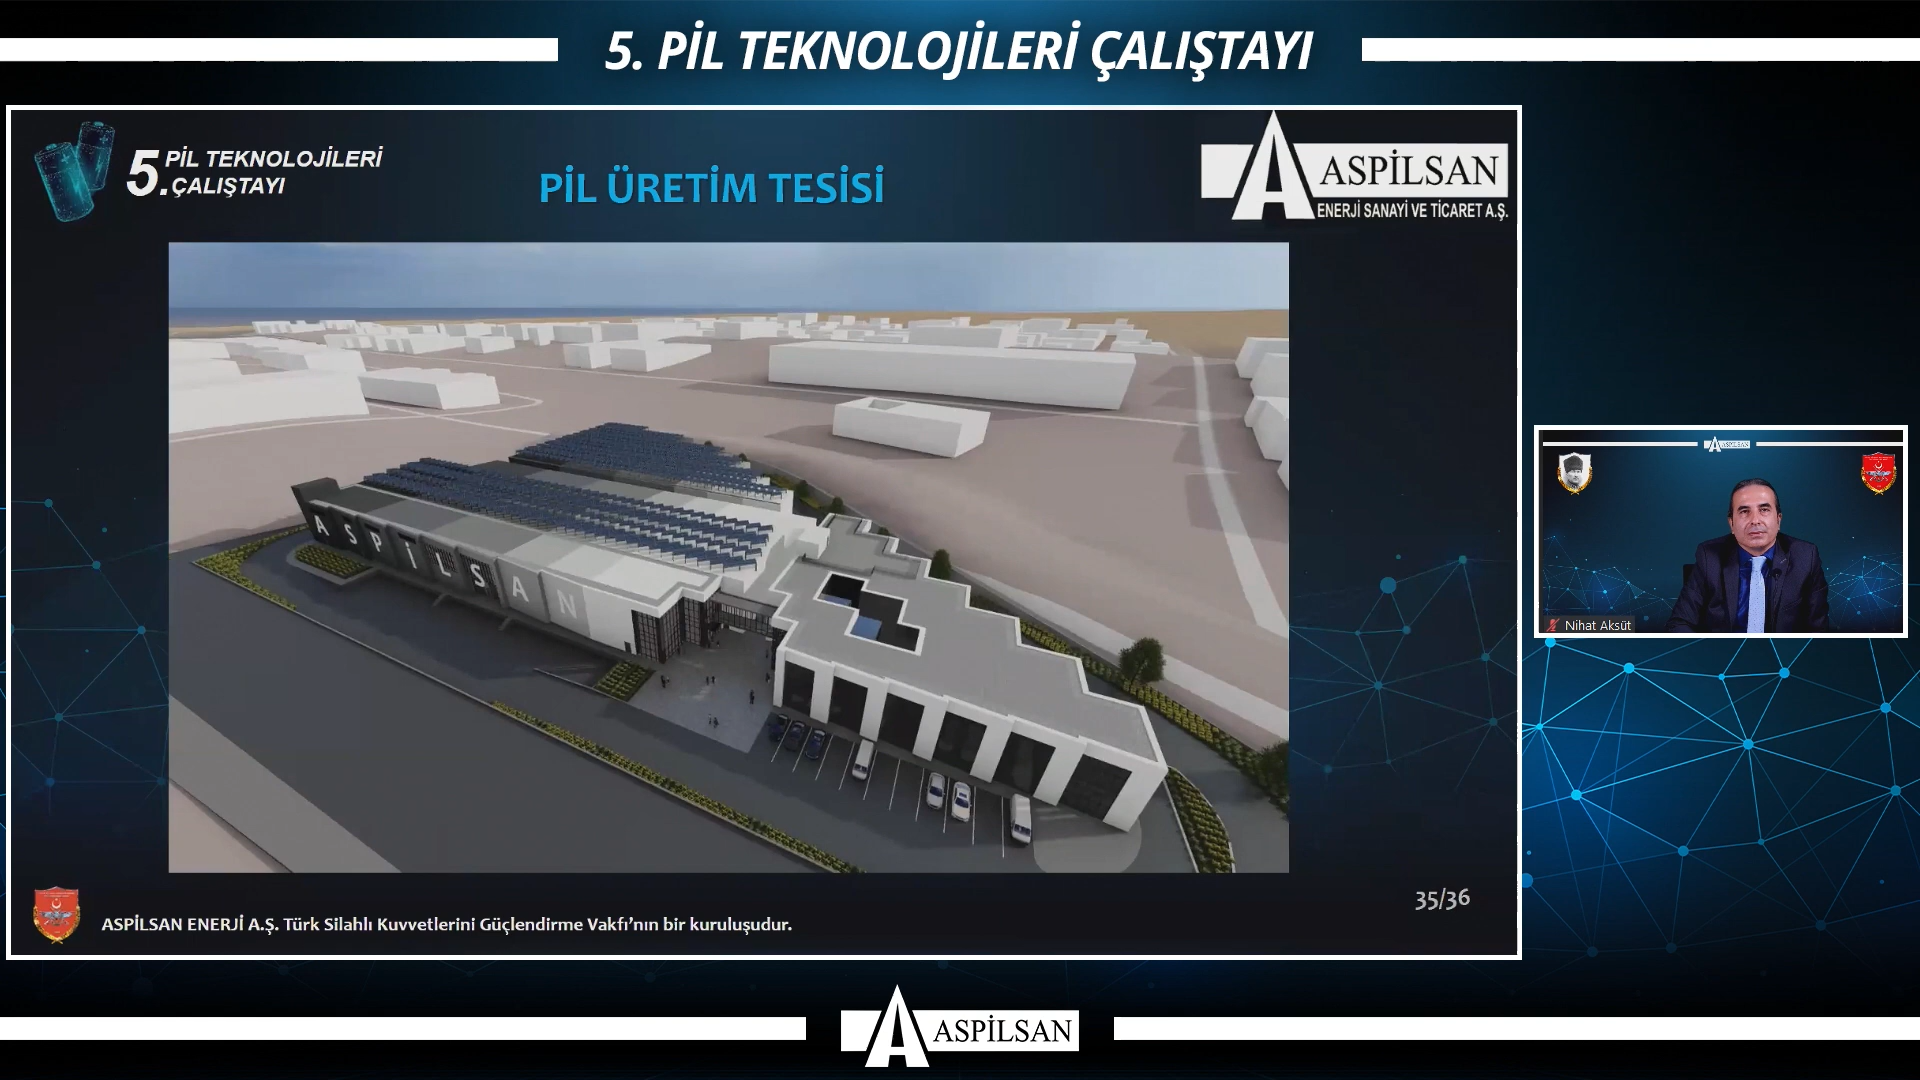 5. PİL TEKNOLOJİLERİ ÇALIŞTAYI
5. PİL TEKNOLOJİLERİ
ÇALIŞTAYI
PİL ÜRETİM TESİSİ
ASPİLSAN
ENERJİ SANAYİ VE TİCARET A.Ş.
ASPİLSAN
ASPİLSAN
Nihat Aksüt
35/36
ASPİLSAN ENERJİ A.Ş. Türk Silahlı Kuvvetlerini Güçlendirme Vakfı’nın bir kuruluşudur.
ASPİLSAN